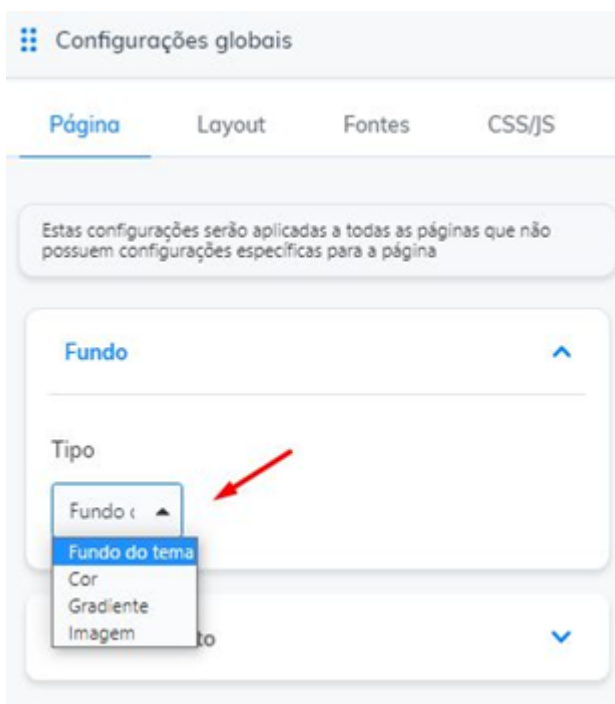 Configurações globais
Página Layout Fontes CSS/JS
Estas configurações serão aplicadas a todas as páginas que não
possuem configurações específicas para a página
Fundo
Tipo
Fundo
Fundo do tema
Cor
Gradiente
Imagem
to